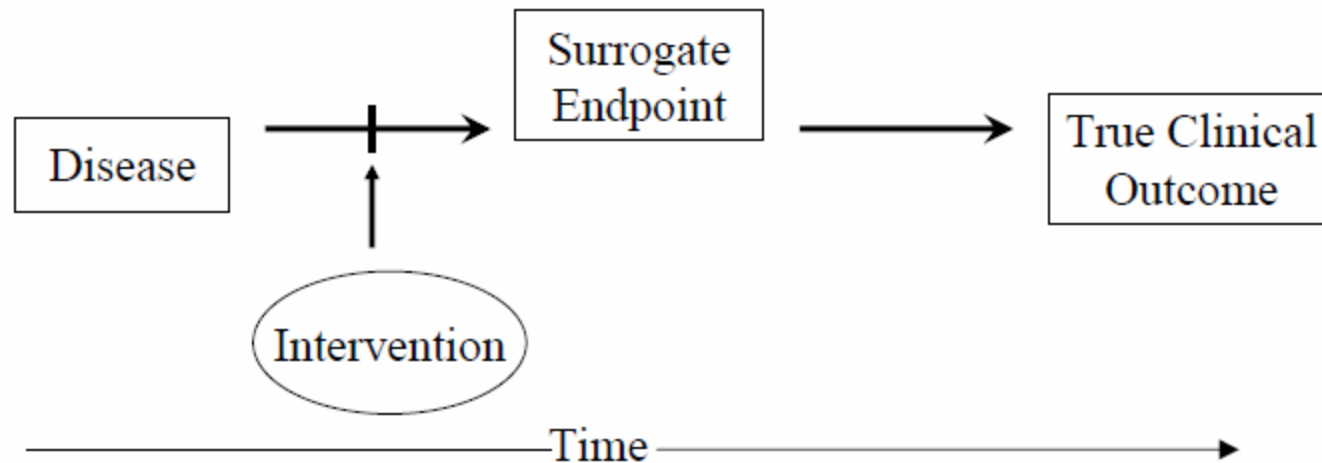 Surrogate
Endpoint
Disease
True Clinical
Outcome
Intervention
Time